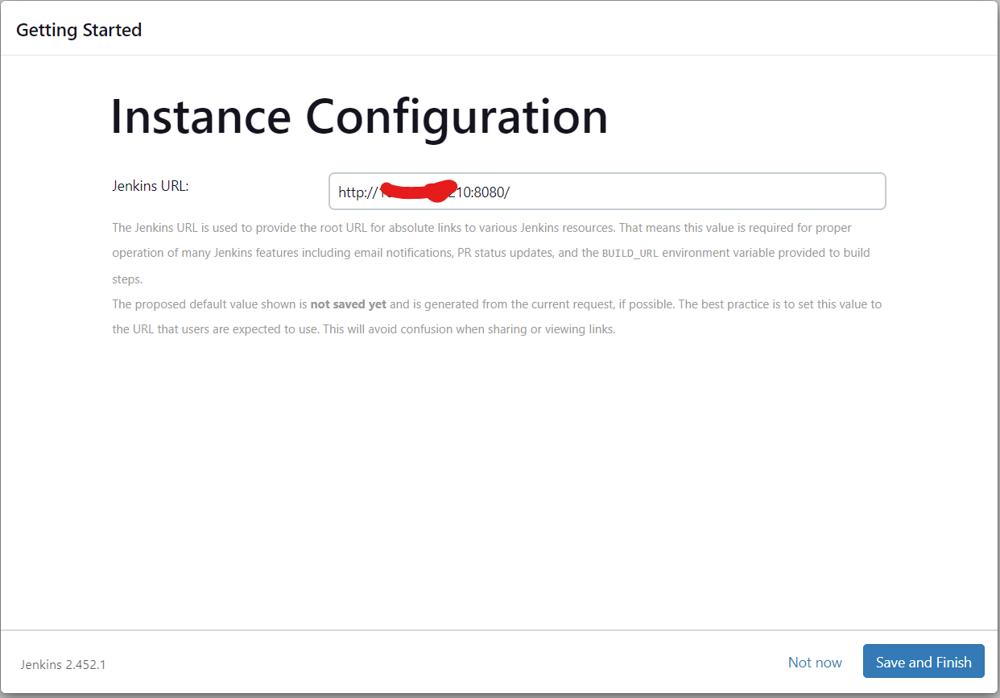 Getting Started
Instance Configuration
Jenkins URL:
http:// 10:8080/
The Jenkins URL is used to provide the root URL for absolute links to various Jenkins resources. That means this value is required for proper
operation of many Jenkins features including email notifications, PR status updates, and the BUILD_URL environment variable provided to build
steps.
The proposed default value shown is not saved yet and is generated from the current request, if possible. The best practice is to set this value to
the URL that users are expected to use. This will avoid confusion when sharing or viewing links.
Jenkins 2.452.1
Not now
Save and Finish